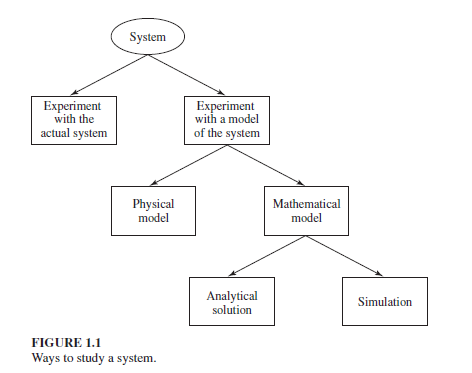 System
Experiment
with the
actual system
Experiment
with a model
of the system
Physical
model
Mathematical
model
Analytical
solution
Simulation
FIGURE 1.1
Ways to study a system.